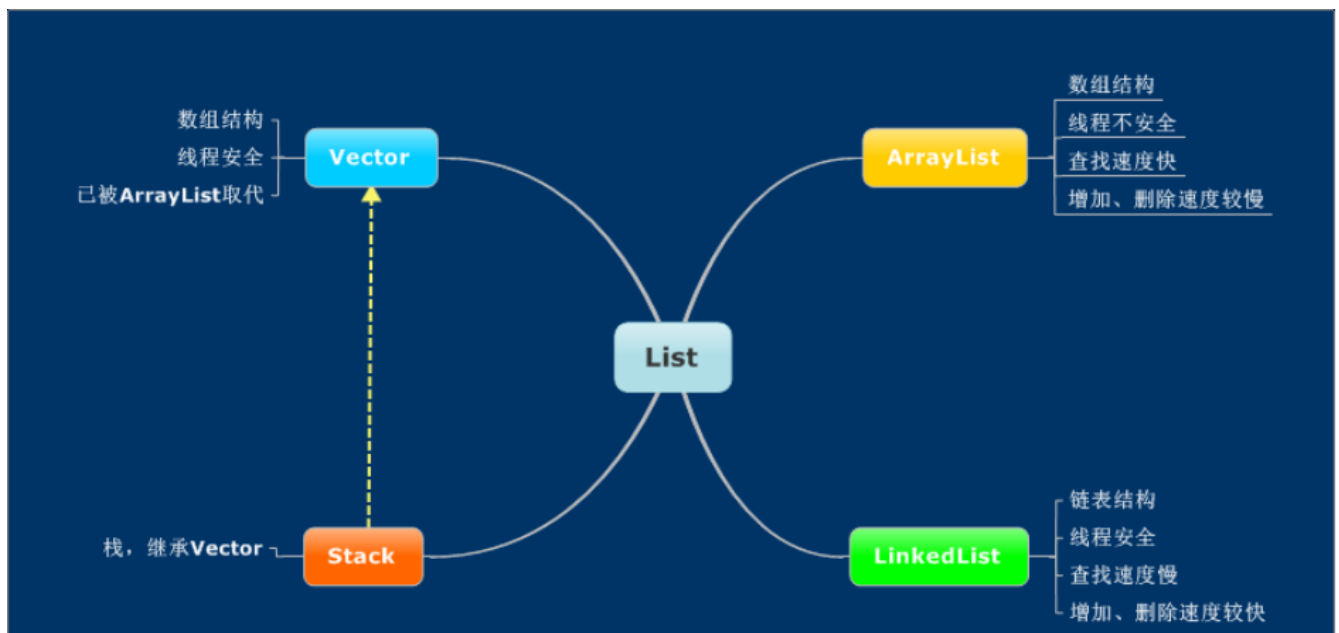 数组结构
线程安全
已被ArrayList取代
Vector
ArrayList
数组结构
线程不安全
查找速度快
增加、删除速度较慢
List
栈，继承Vector
Stack
LinkedList
链表结构
线程安全
查找速度慢
增加、删除速度较快